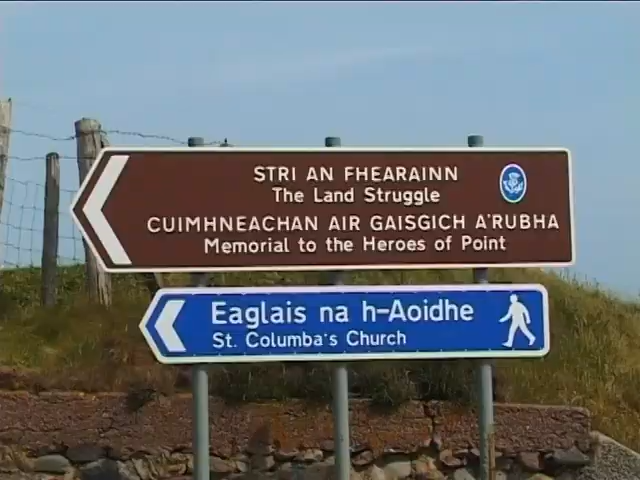 STRI AN FHEARAINN
The Land Struggle
CUIMHNEACHAN AIR GAISGICH A'RUBHA
Memorial to the Heroes of Point
Eaglais na h-Aoidhe
St. Columba's Church